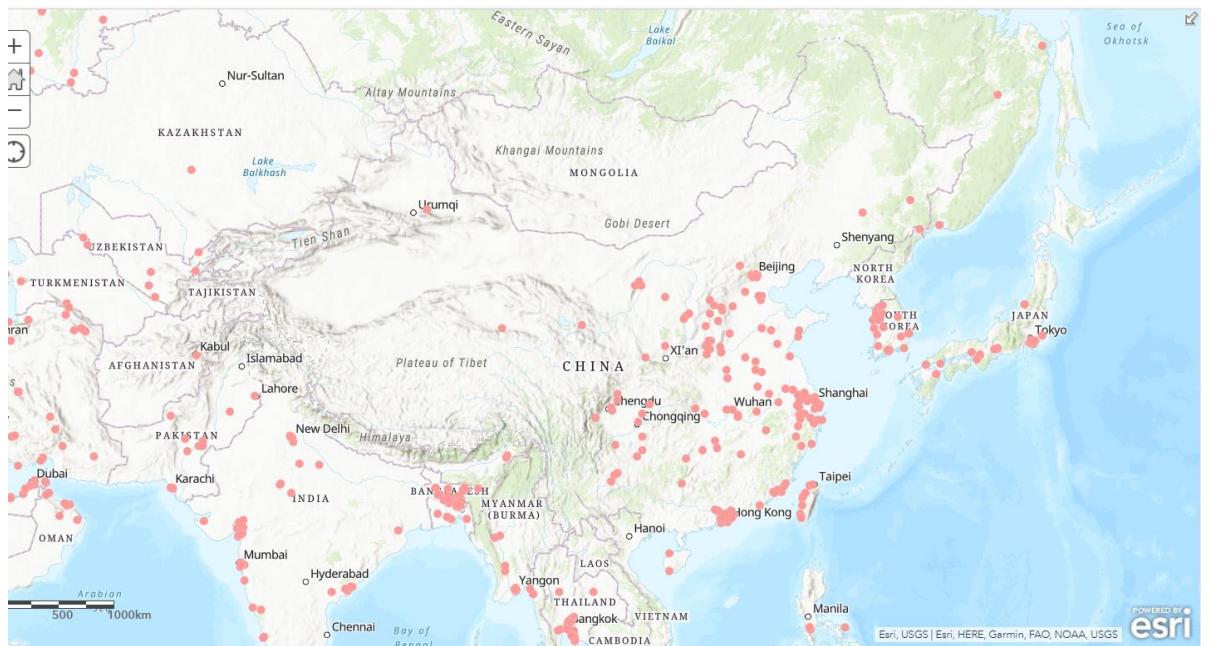 Eastern Sayan
Lake
Baikal
Sea of
Okhotsk
+
Nur-Sultan
Altay Mountains
−
KAZAKHSTAN
Lake
Balkhash
Khangai Mountains
MONGOLIA
Urumqi
Gobi Desert
Tien Shan
Shenyang
UZBEKISTAN
Beijing
NORTH
KOREA
TURKMENISTAN
TAJIKISTAN
JAPAN
Tokyo
Kabul
Islamabad
AFGHANISTAN
XI'an
Plateau of Tibet
CHINA
Lahore
Shanghai
Wuhan
Chongqing
New Delhi
Himalaya
PAKISTAN
Dubai
Karachi
Taipei
INDIA
BANGLADESH
MYANMAR
(BURMA)
Hong Kong
Hanoi
OMAN
Mumbai
LAOS
Hyderabad
Yangon
Arabian
500
1000km
THAILAND
VIETNAM
Manila
Bangkok
Chennai
Bay of
CAMBODIA
Esri, USGS | Esri, HERE, Garmin, FAO, NOAA, USGS
POWERED BY
esri